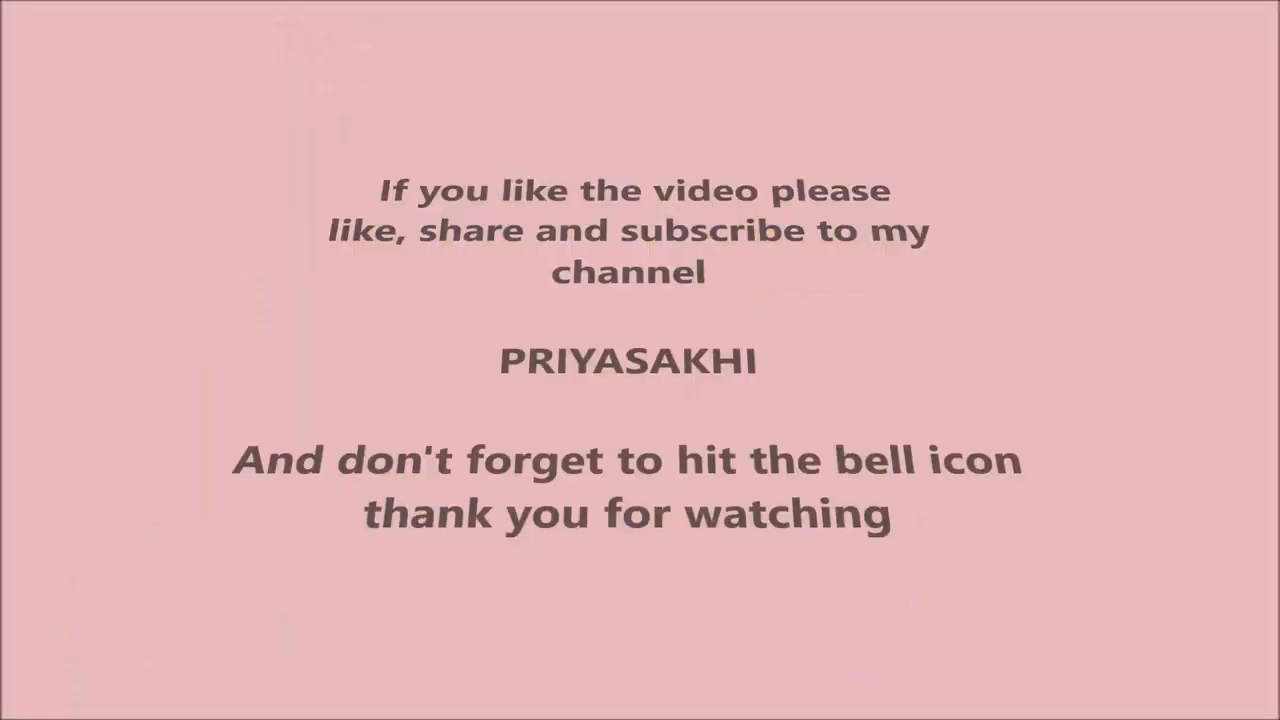 If you like the video please
like, share and subscribe to my
channel
PRIYASAKHI
And don't forget to hit the bell icon
thank you for watching